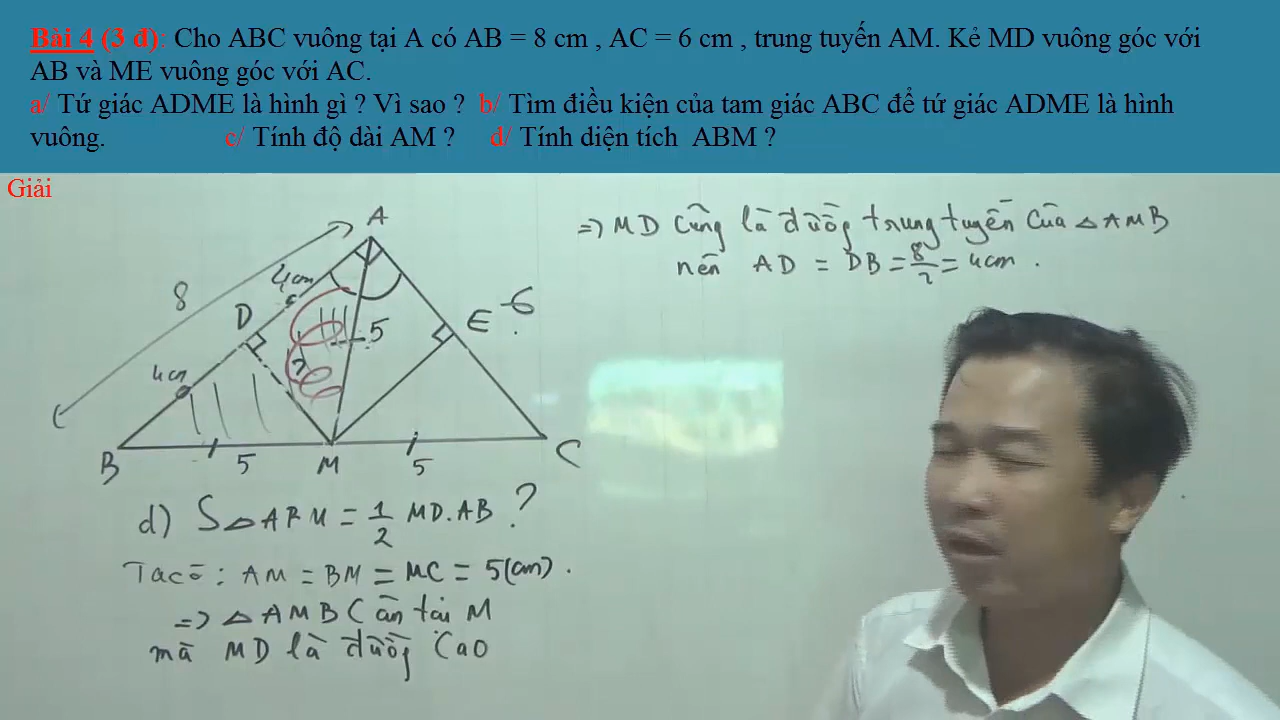 Bài 4 (3 đ): Cho ABC vuông tại A có AB = 8 cm , AC = 6 cm , trung tuyến AM. Kẻ MD vuông góc với
AB và ME vuông góc với AC.
a/ Tứ giác ADME là hình gì ? Vì sao ? b/ Tìm điều kiện của tam giác ABC để tứ giác ADME là hình
vuông. c/ Tính độ dài AM ? d/ Tính diện tích ABM ?
Giải
A
8
4cm
D
E
6
5
?
4cm
B
5
M
5
C
d) S△ABM = 1/2 MD.AB ?
Ta có : AM = BM = MC = 5(cm) .
=> △AMB Cân tại M
mà MD là đường cao
=> MD cũng là đường trung tuyến của △AMB
nên AD = DB = 8/2 = 4cm .